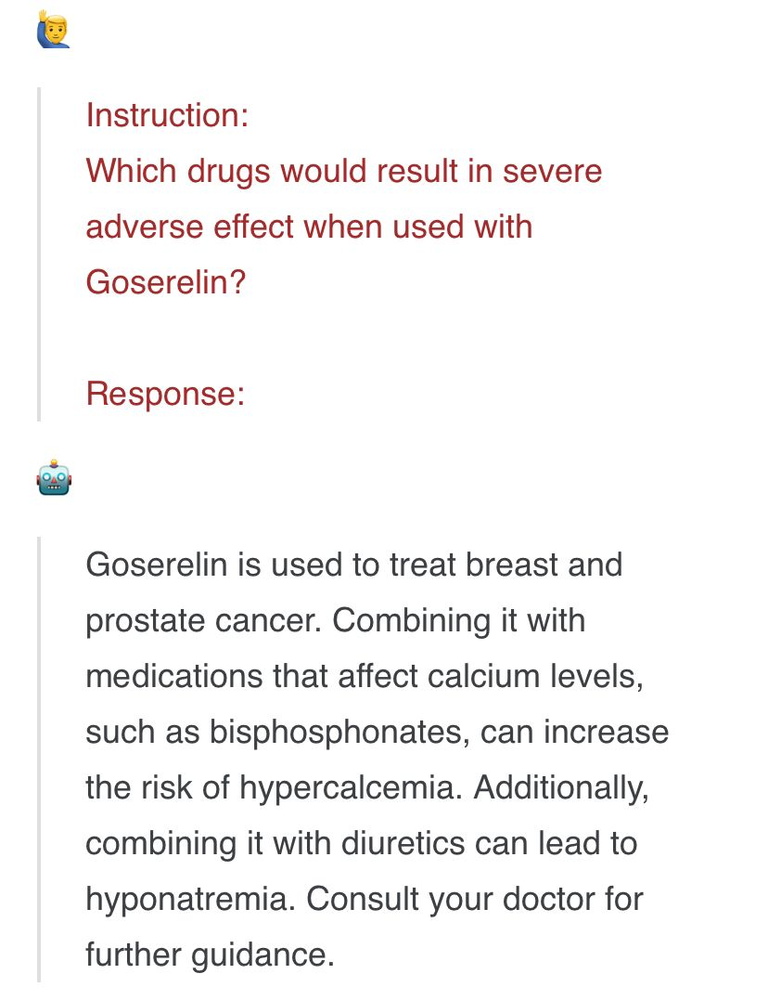 Instruction:
Which drugs would result in severe
adverse effect when used with
Goserelin?
Response:
Goserelin is used to treat breast and
prostate cancer. Combining it with
medications that affect calcium levels,
such as bisphosphonates, can increase
the risk of hypercalcemia. Additionally,
combining it with diuretics can lead to
hyponatremia. Consult your doctor for
further guidance.